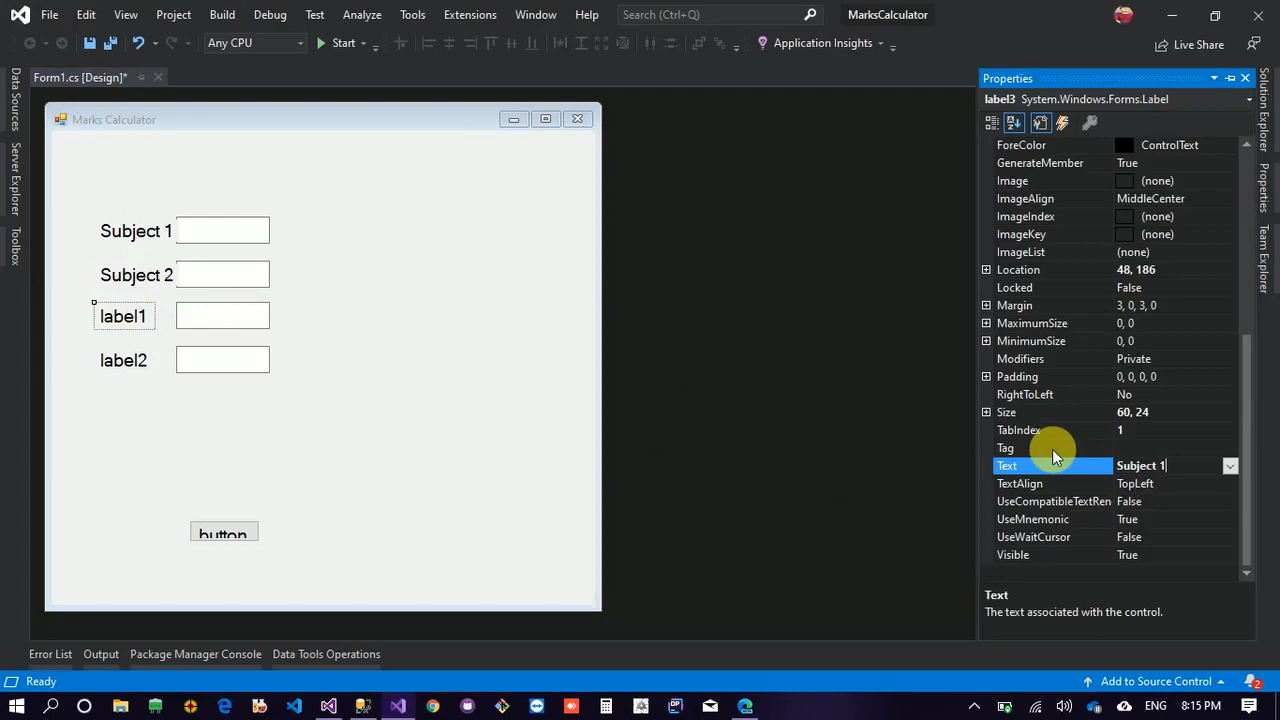 File Edit View Project Build Debug Test Analyze Tools Extensions Window Help Search (Ctrl+Q) MarksCalculator
Any CPU Start Application Insights Live Share
Form1.cs [Design]*
Data Sources
Server Explorer
Toolbox
Marks Calculator
Subject 1
Subject 2
label1
label2
button
Properties
label3 System.Windows.Forms.Label
ForeColor ControlText
GenerateMember True
Image (none)
ImageAlign MiddleCenter
ImageIndex (none)
ImageKey (none)
ImageList (none)
Location 48, 186
Locked False
Margin 3, 0, 3, 0
MaximumSize 0, 0
MinimumSize 0, 0
Modifiers Private
Padding 0, 0, 0, 0
RightToLeft No
Size 60, 24
TabIndex 1
Tag
Text Subject 1
TextAlign TopLeft
UseCompatibleTextRen False
UseMnemonic True
UseWaitCursor False
Visible True
Text
The text associated with the control.
Solution Explorer
Properties
Team Explorer
Error List Output Package Manager Console Data Tools Operations
Ready Add to Source Control 2
ENG 8:15 PM